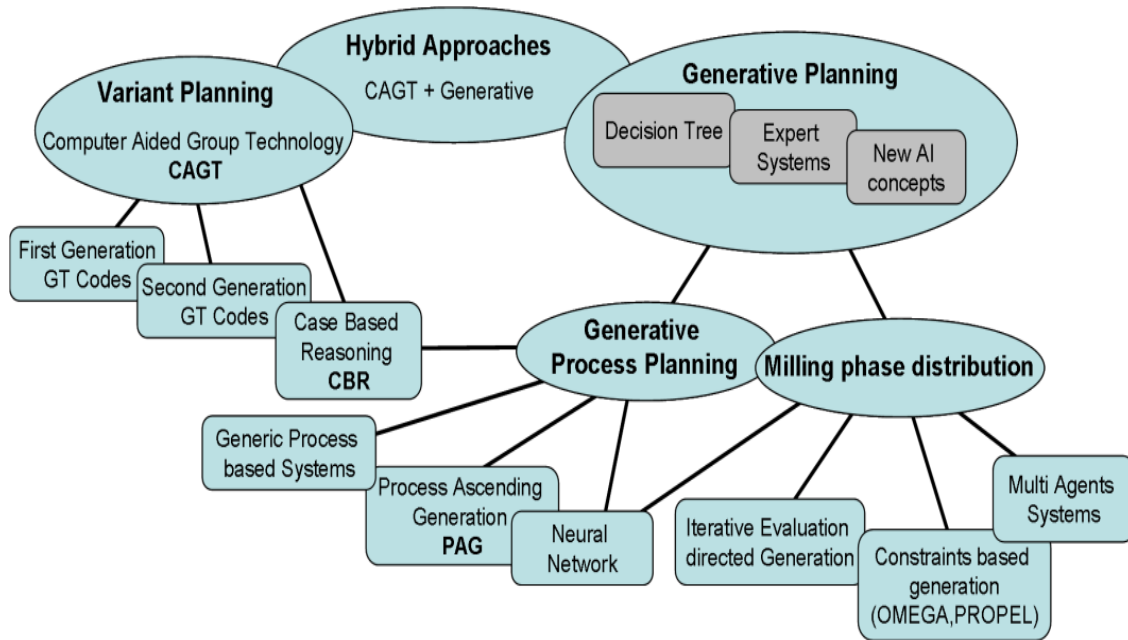 Hybrid Approaches
CAGT + Generative
Variant Planning
Computer Aided Group Technology
CAGT
Generative Planning
Decision Tree
Expert
Systems
New AI
concepts
First Generation
GT Codes
Second Generation
GT Codes
Case Based
Reasoning
CBR
Generative
Process Planning
Milling phase distribution
Generic Process
based Systems
Process Ascending
Generation
PAG
Neural
Network
Iterative Evaluation
directed Generation
Constraints based
generation
(OMEGA,PROPEL)
Multi Agents
Systems